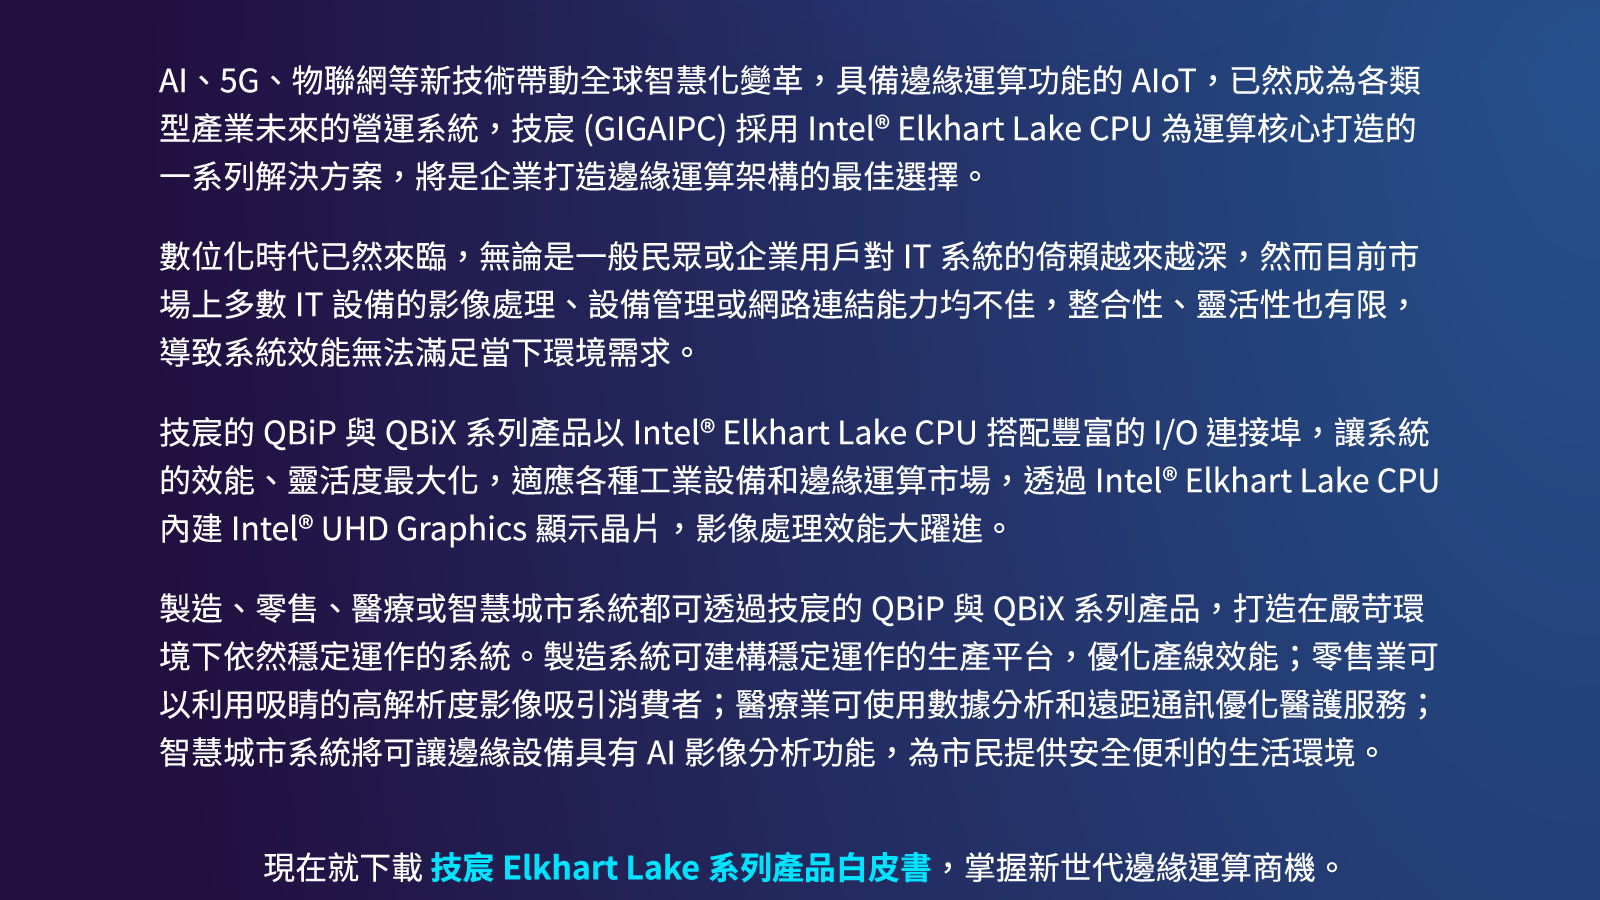 AI、5G、物聯網等新技術帶動全球智慧化變革，具備邊緣運算功能的 AIoT，已然成為各類
型產業未來的營運系統，技宸 (GIGAIPC) 採用 Intel® Elkhart Lake CPU 為運算核心打造的
一系列解決方案，將是企業打造邊緣運算架構的最佳選擇。
數位化時代已然來臨，無論是一般民眾或企業用戶對 IT 系統的倚賴越來越深，然而目前市
場上多數 IT 設備的影像處理、設備管理或網路連結能力均不佳，整合性、靈活性也有限，
導致系統效能無法滿足當下環境需求。
技宸的 QBiP 與 QBiX 系列產品以 Intel® Elkhart Lake CPU 搭配豐富的 I/O 連接埠，讓系統
的效能、靈活度最大化，適應各種工業設備和邊緣運算市場，透過 Intel® Elkhart Lake CPU
內建 Intel® UHD Graphics 顯示晶片，影像處理效能大躍進。
製造、零售、醫療或智慧城市系統都可透過技宸的 QBiP 與 QBiX 系列產品，打造在嚴苛環
境下依然穩定運作的系統。製造系統可建構穩定運作的生產平台，優化產線效能；零售業可
以利用吸睛的高解析度影像吸引消費者；醫療業可使用數據分析和遠距通訊優化醫護服務；
智慧城市系統將可讓邊緣設備具有 AI 影像分析功能，為市民提供安全便利的生活環境。
現在就下載 技宸 Elkhart Lake 系列產品白皮書，掌握新世代邊緣運算商機。